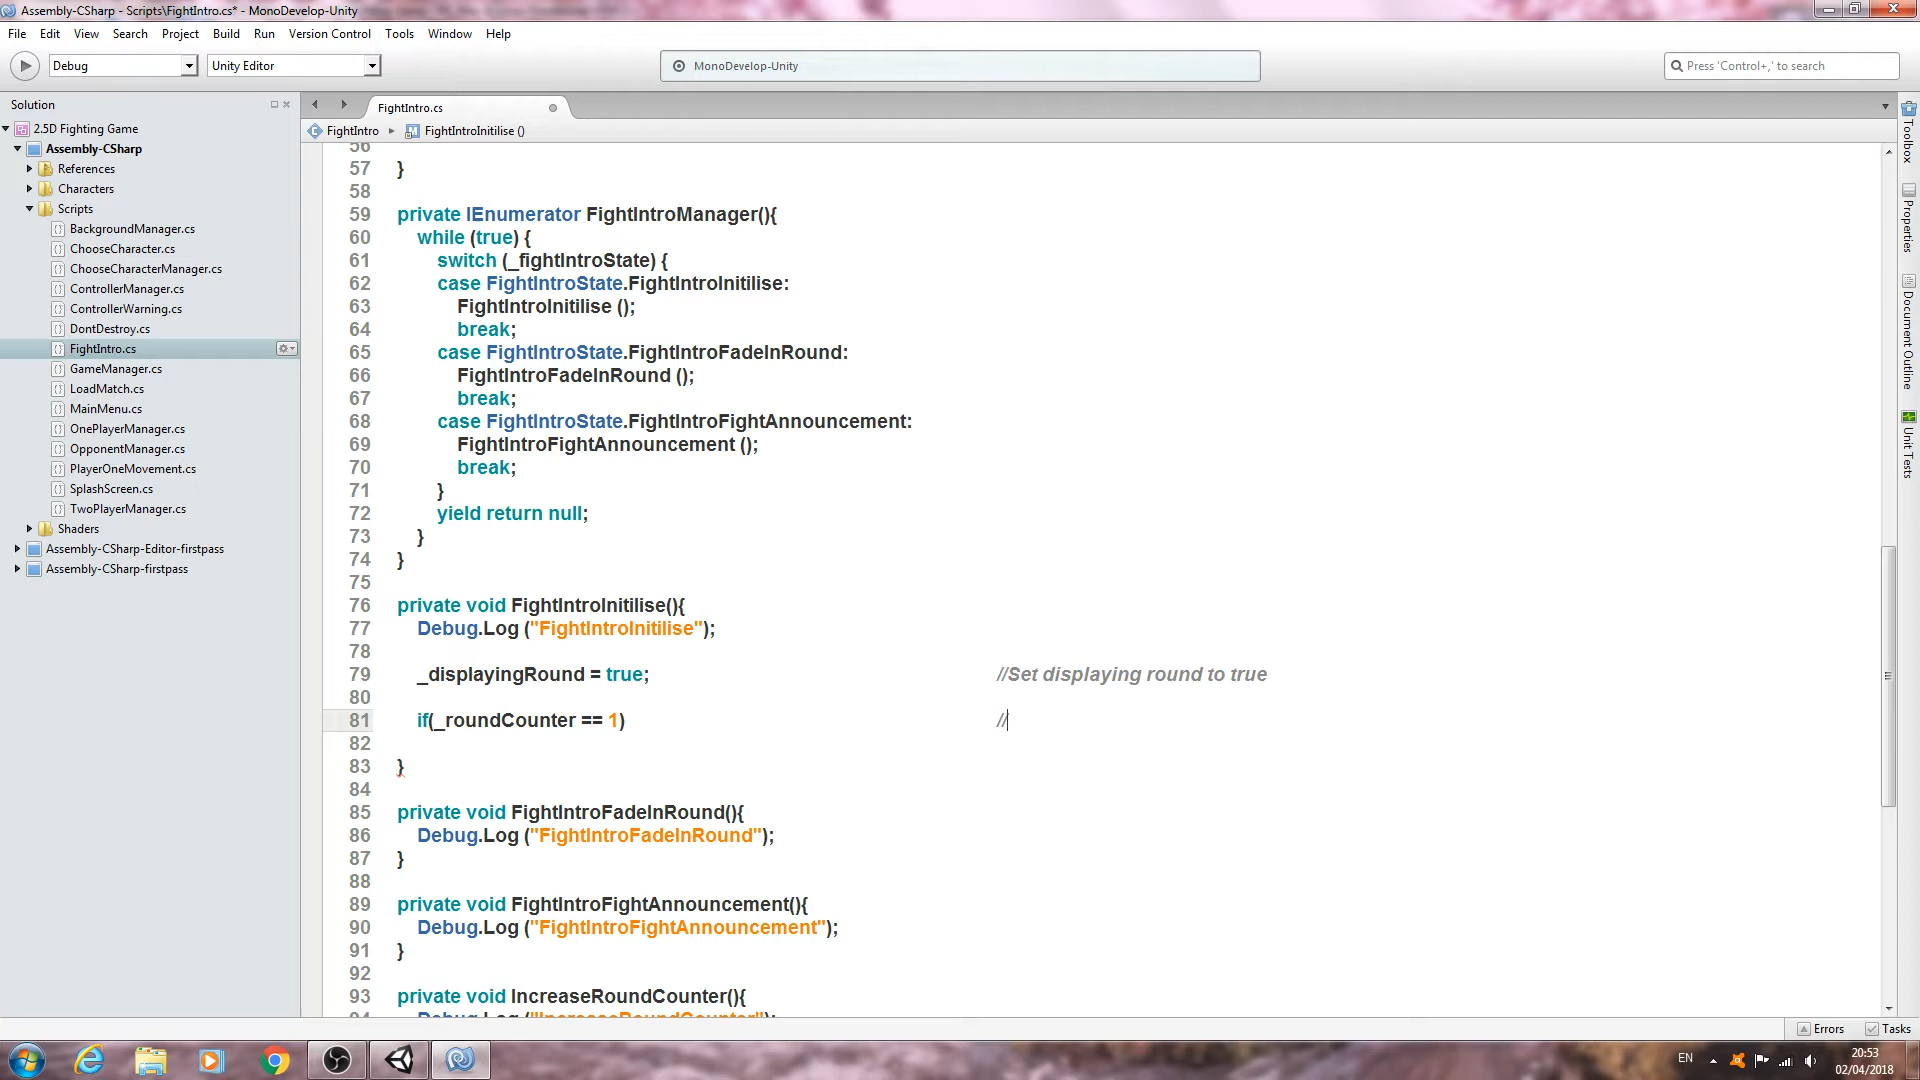 Assembly-CSharp - Scripts\FightIntro.cs* - MonoDevelop-Unity
File Edit View Search Project Build Run Version Control Tools Window Help
Debug Unity Editor MonoDevelop-Unity Press 'Control+,' to search
Solution
2.5D Fighting Game
Assembly-CSharp
References
Characters
Scripts
BackgroundManager.cs
ChooseCharacter.cs
ChooseCharacterManager.cs
ControllerManager.cs
ControllerWarning.cs
DontDestroy.cs
FightIntro.cs
GameManager.cs
LoadMatch.cs
MainMenu.cs
OnePlayerManager.cs
OpponentManager.cs
PlayerOneMovement.cs
SplashScreen.cs
TwoPlayerManager.cs
Shaders
Assembly-CSharp-Editor-firstpass
Assembly-CSharp-firstpass
FightIntro.cs
FightIntro FightIntroInitilise ()
56
57 }
58
59 private IEnumerator FightIntroManager(){
60 while (true) {
61 switch (_fightIntroState) {
62 case FightIntroState.FightIntroInitilise:
63 FightIntroInitilise ();
64 break;
65 case FightIntroState.FightIntroFadeInRound:
66 FightIntroFadeInRound ();
67 break;
68 case FightIntroState.FightIntroFightAnnouncement:
69 FightIntroFightAnnouncement ();
70 break;
71 }
72 yield return null;
73 }
74 }
75
76 private void FightIntroInitilise(){
77 Debug.Log ("FightIntroInitilise");
78
79 _displayingRound = true; //Set displaying round to true
80
81 if(_roundCounter == 1) //
82
83 }
84
85 private void FightIntroFadeInRound(){
86 Debug.Log ("FightIntroFadeInRound");
87 }
88
89 private void FightIntroFightAnnouncement(){
90 Debug.Log ("FightIntroFightAnnouncement");
91 }
92
93 private void IncreaseRoundCounter(){
94 Debug.Log ("IncreaseRoundCounter");
Toolbox
Properties
Document Outline
Unit Tests
Errors Tasks
EN
20:53
02/04/2018